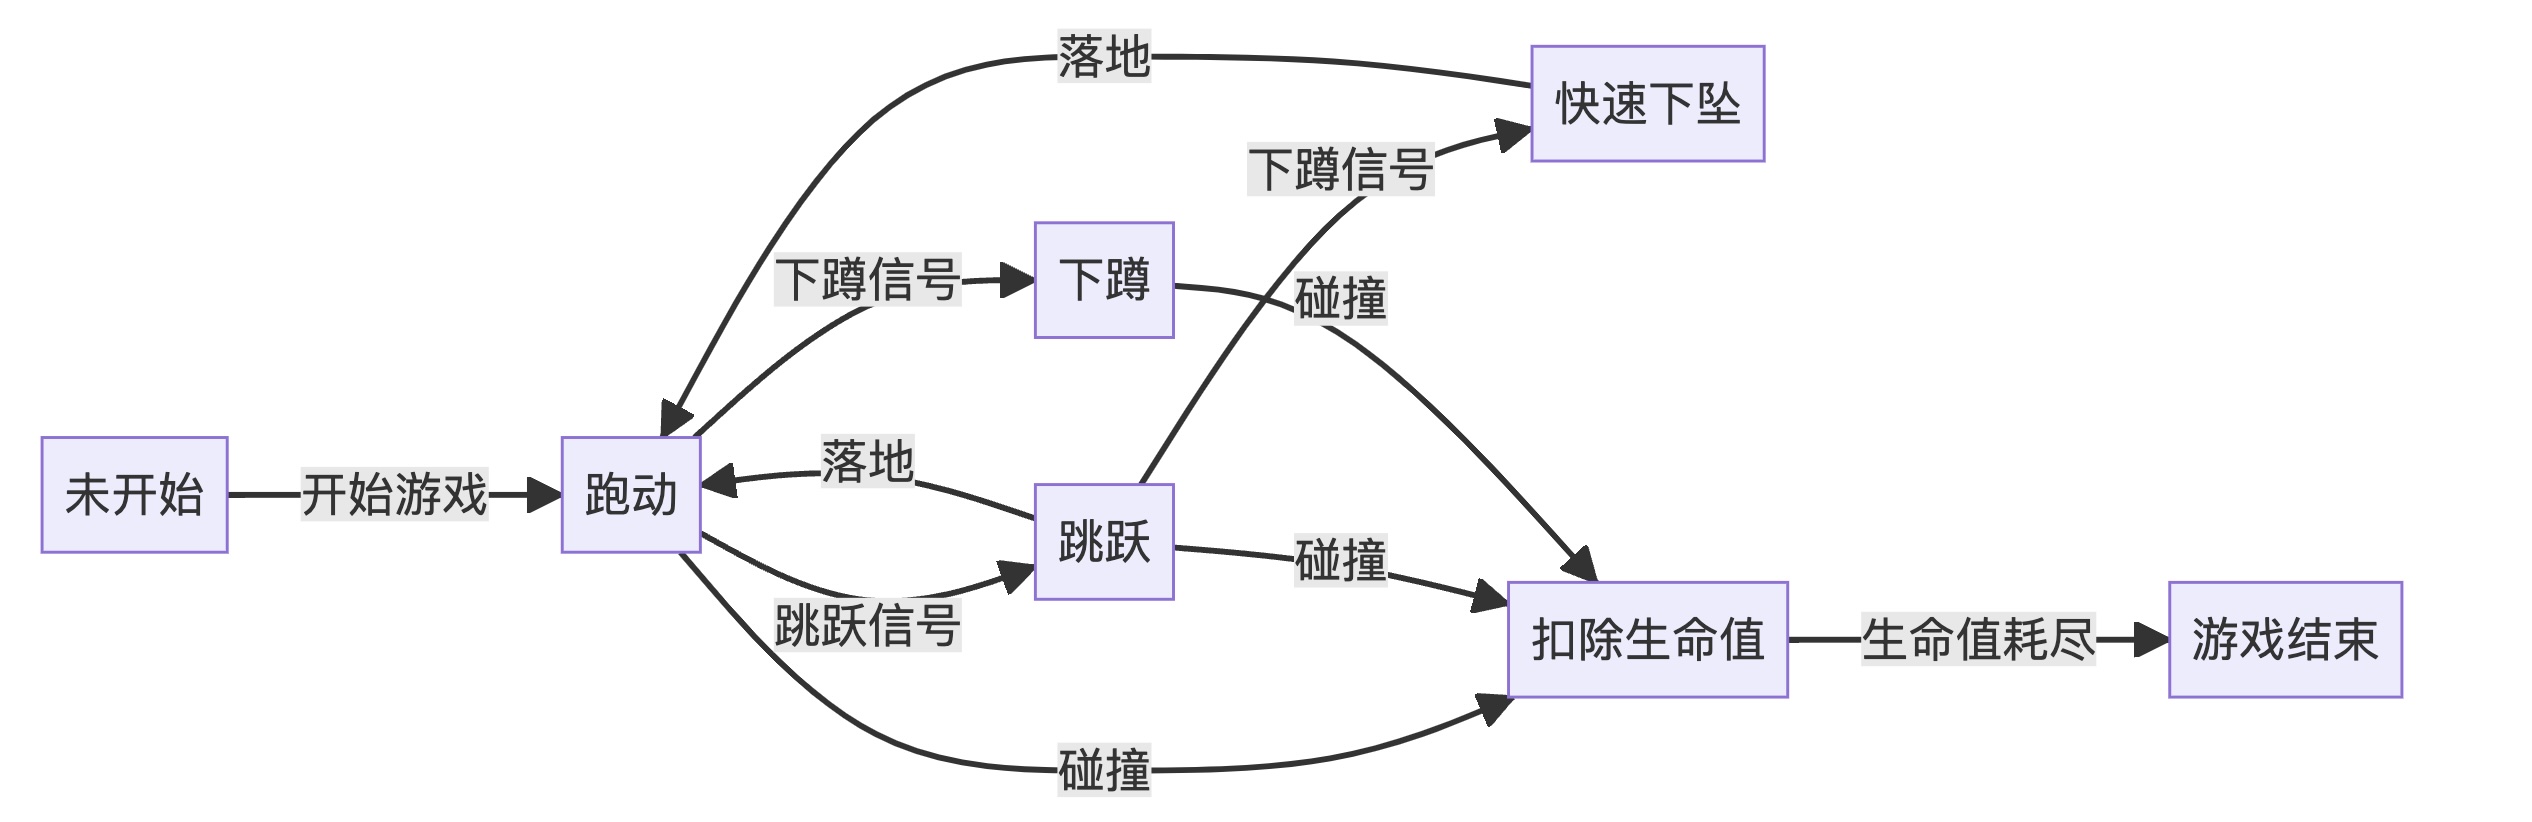 落地
快速下坠
下蹲信号
下蹲信号
下蹲
碰撞
未开始
开始游戏
跑动
落地
跳跃
碰撞
跳跃信号
扣除生命值
生命值耗尽
游戏结束
碰撞